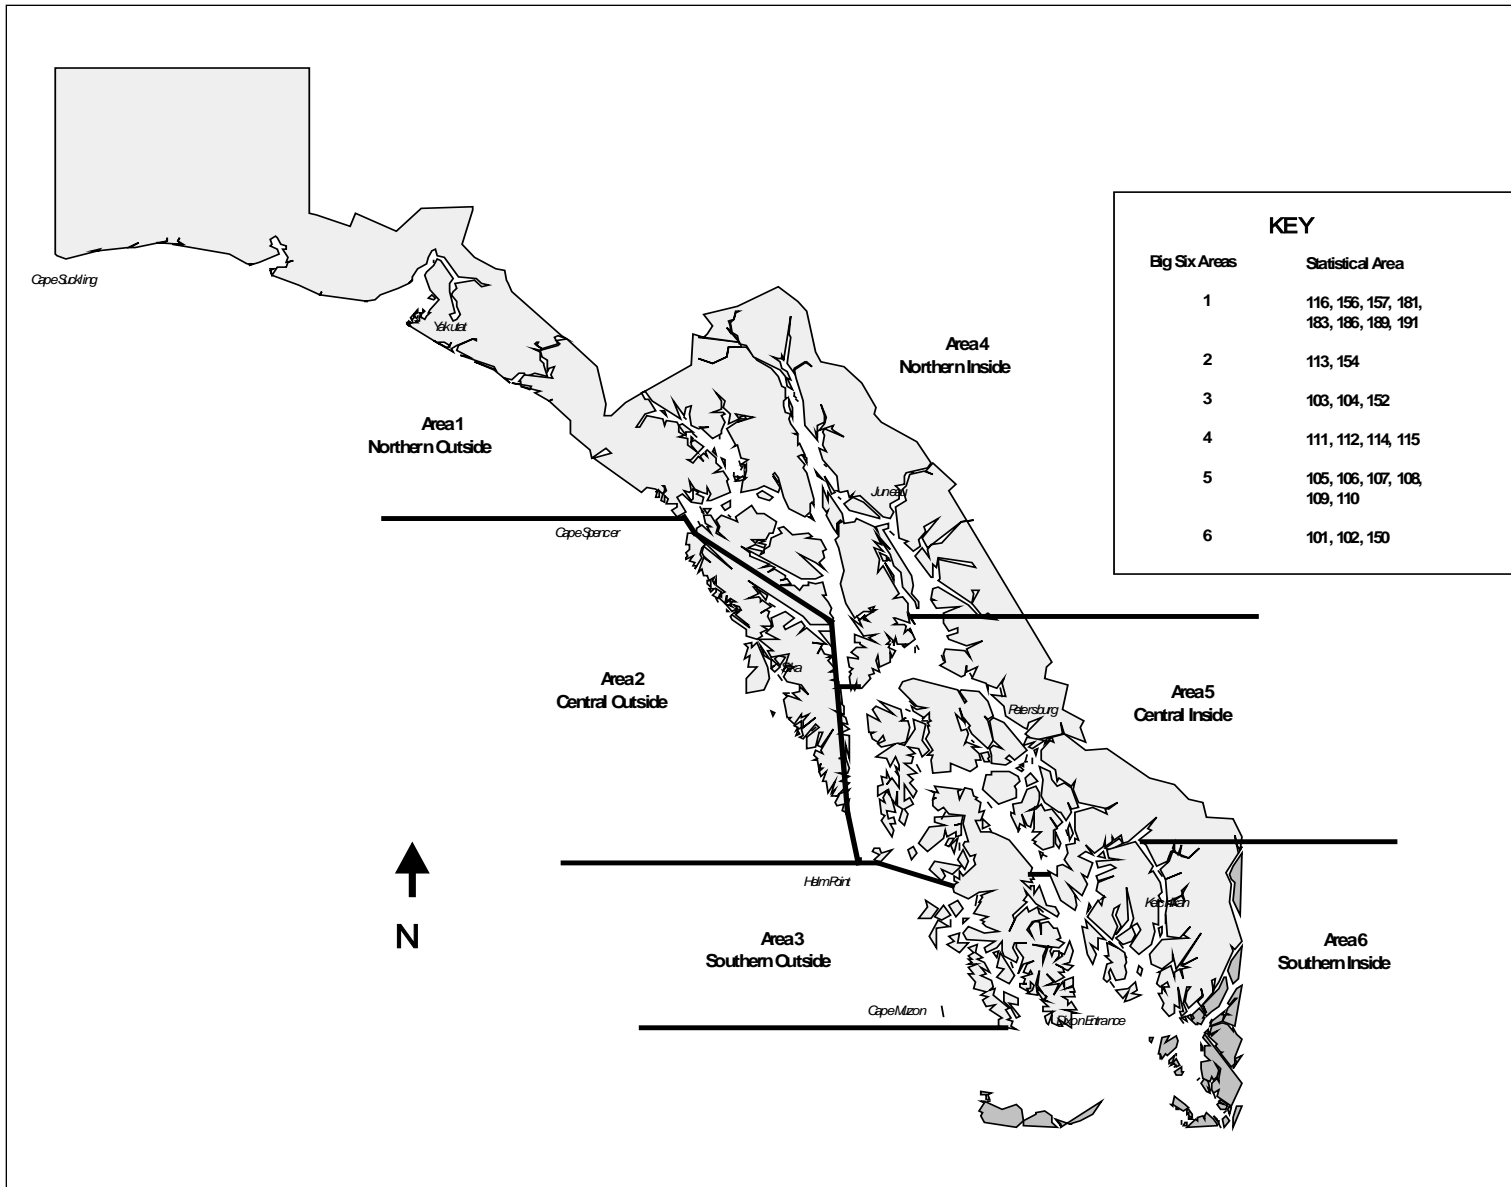 KEY
Big Six Areas Statistical Area
1 116, 156, 157, 181,
183, 186, 189, 191
2 113, 154
3 103, 104, 152
4 111, 112, 114, 115
5 105, 106, 107, 108,
109, 110
6 101, 102, 150
Cape Suckling
Yakutat
Area 4
Northern Inside
Area 1
Northern Outside
Juneau
Cape Spencer
Sitka
Area 2
Central Outside
Area 5
Central Inside
Petersburg
Halm Point
Ketchikan
Area 3
Southern Outside
Area 6
Southern Inside
Cape Muzon
Dixon Entrance
N